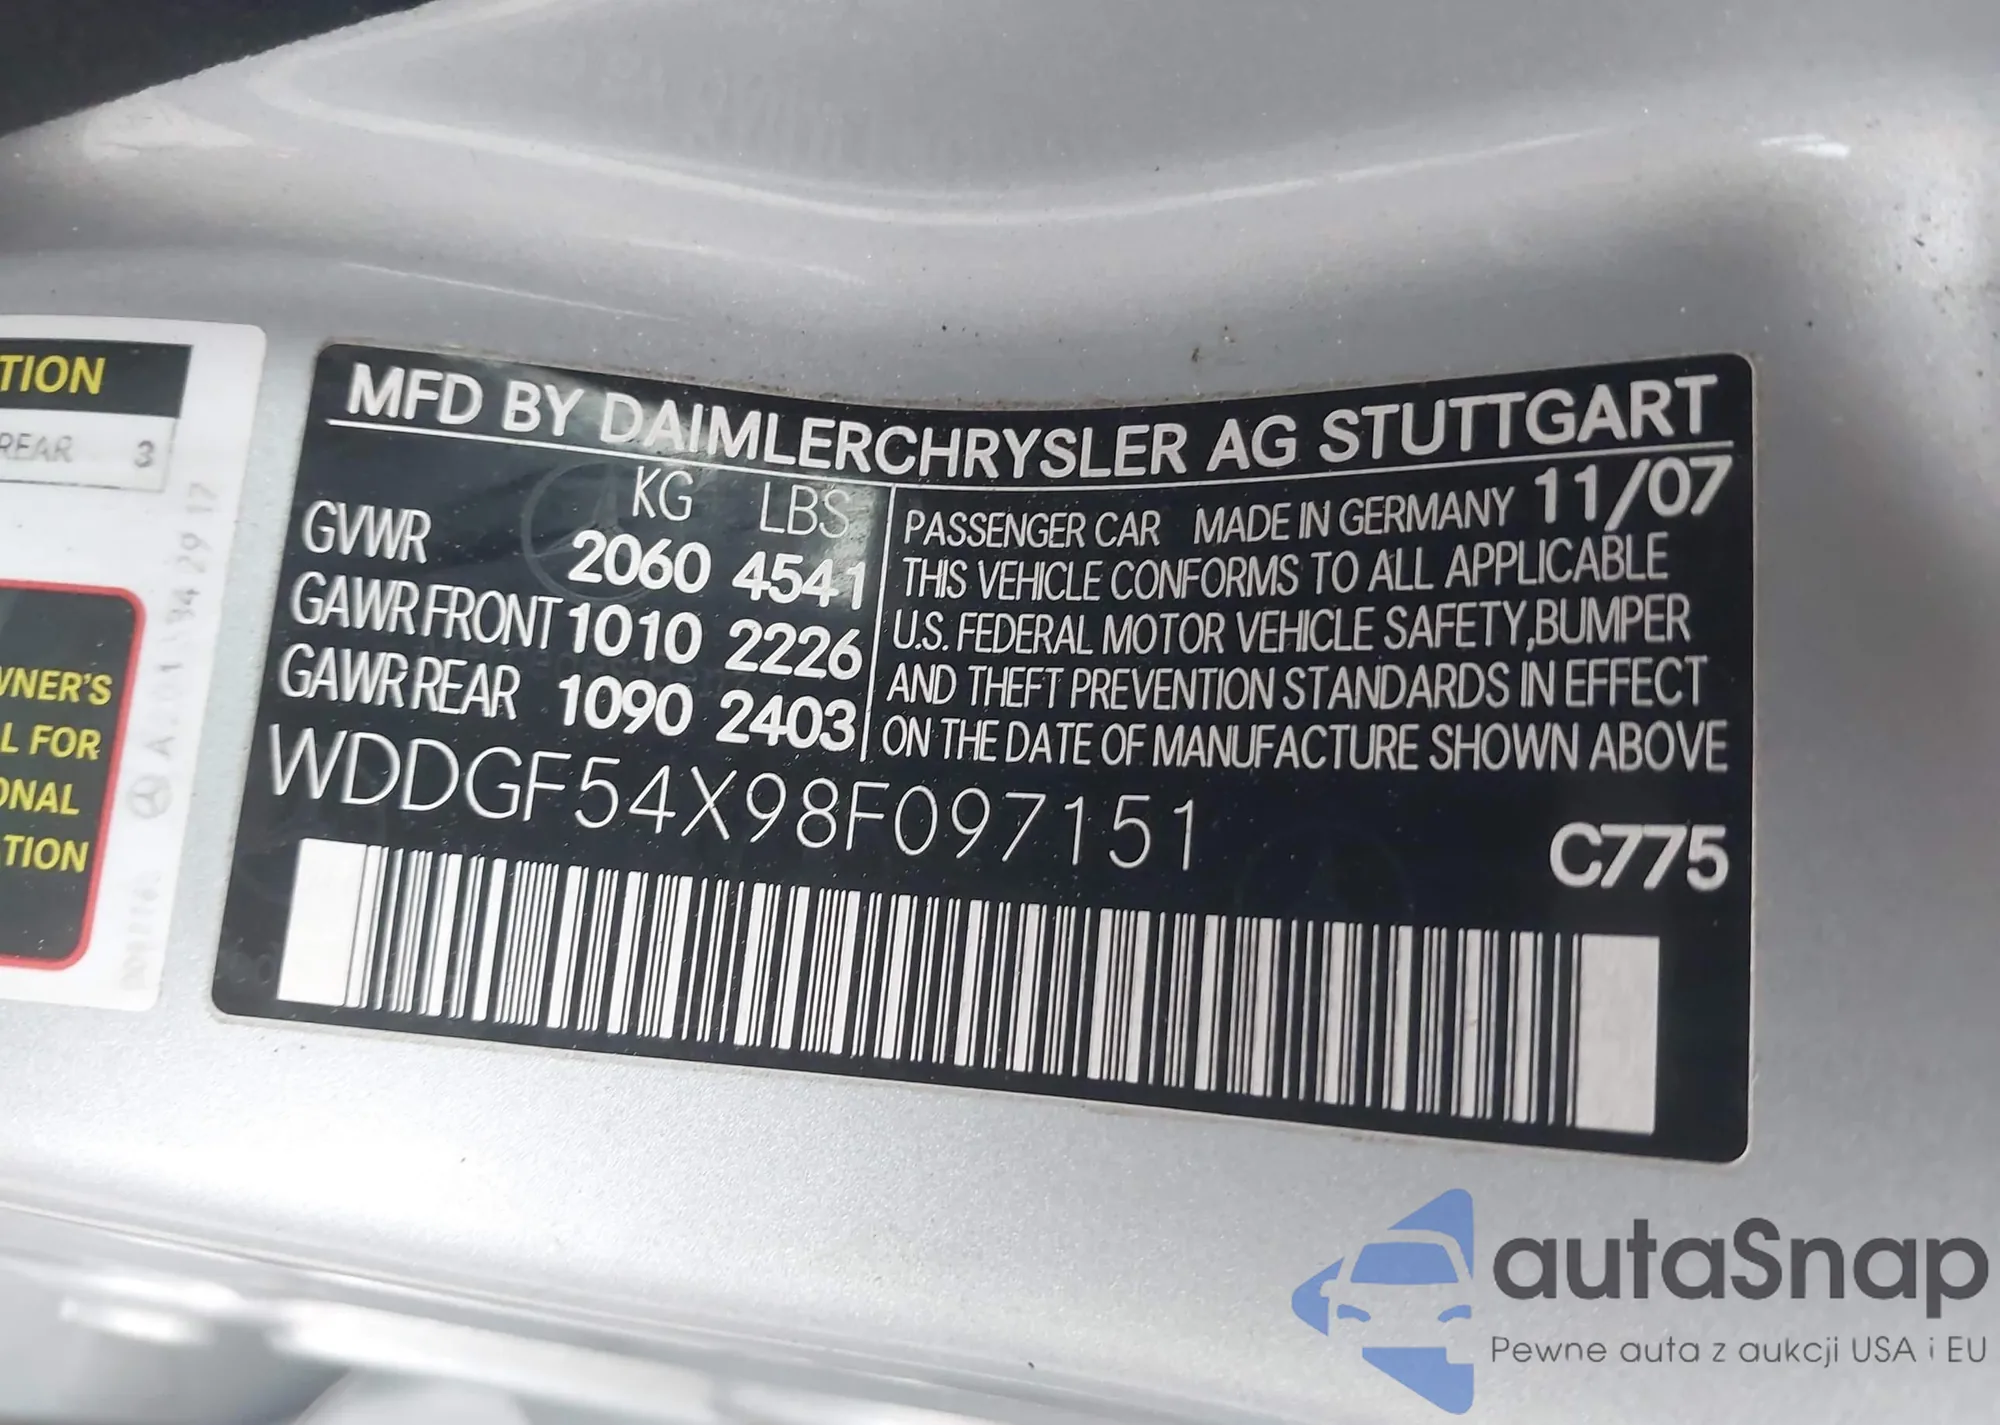 TION
REAR 3
WNER'S
L FOR
ONAL
TION
MFD BY DAIMLERCHRYSLER AG STUTTGART
KG LBS
GVWR 2060 4541
GAWR FRONT 1010 2226
GAWR REAR 1090 2403
PASSENGER CAR MADE IN GERMANY 11/07
THIS VEHICLE CONFORMS TO ALL APPLICABLE
U.S. FEDERAL MOTOR VEHICLE SAFETY,BUMPER
AND THEFT PREVENTION STANDARDS IN EFFECT
ON THE DATE OF MANUFACTURE SHOWN ABOVE
WDDGF54X98F097151
C775
autaSnap
Pewne auta z aukcji USA i EU